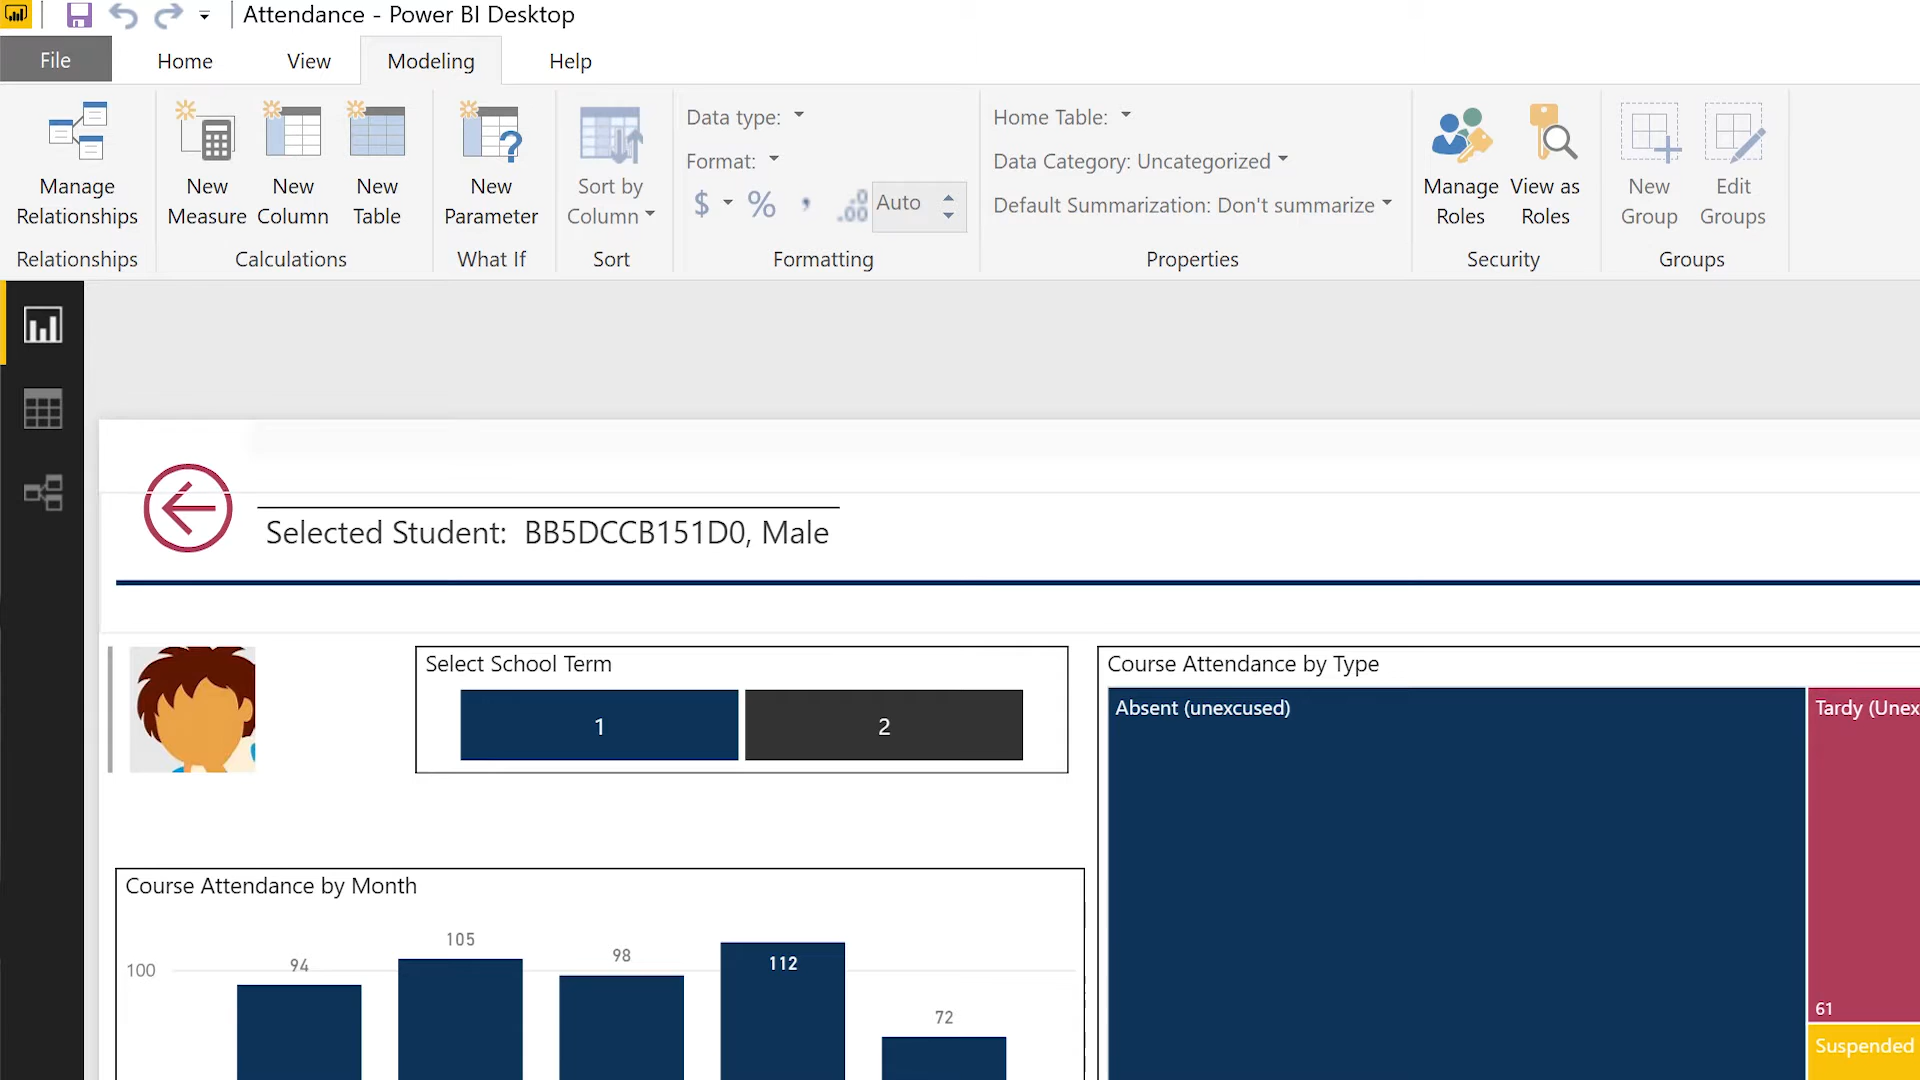 Attendance - Power BI Desktop
File
Home
View
Modeling
Help
Manage Relationships
New Measure
New Column
New Table
New Parameter
Sort by Column
Data type:
Format:
$ % , .00 Auto
Home Table:
Data Category: Uncategorized
Default Summarization: Don't summarize
Manage Roles
View as Roles
New Group
Edit Groups
Relationships
Calculations
What If
Sort
Formatting
Properties
Security
Groups
Selected Student: BB5DCCB151D0, Male
Select School Term
1
2
Course Attendance by Type
Absent (unexcused)
Tardy (Unex
61
Suspended
Course Attendance by Month
100
94
105
98
112
72